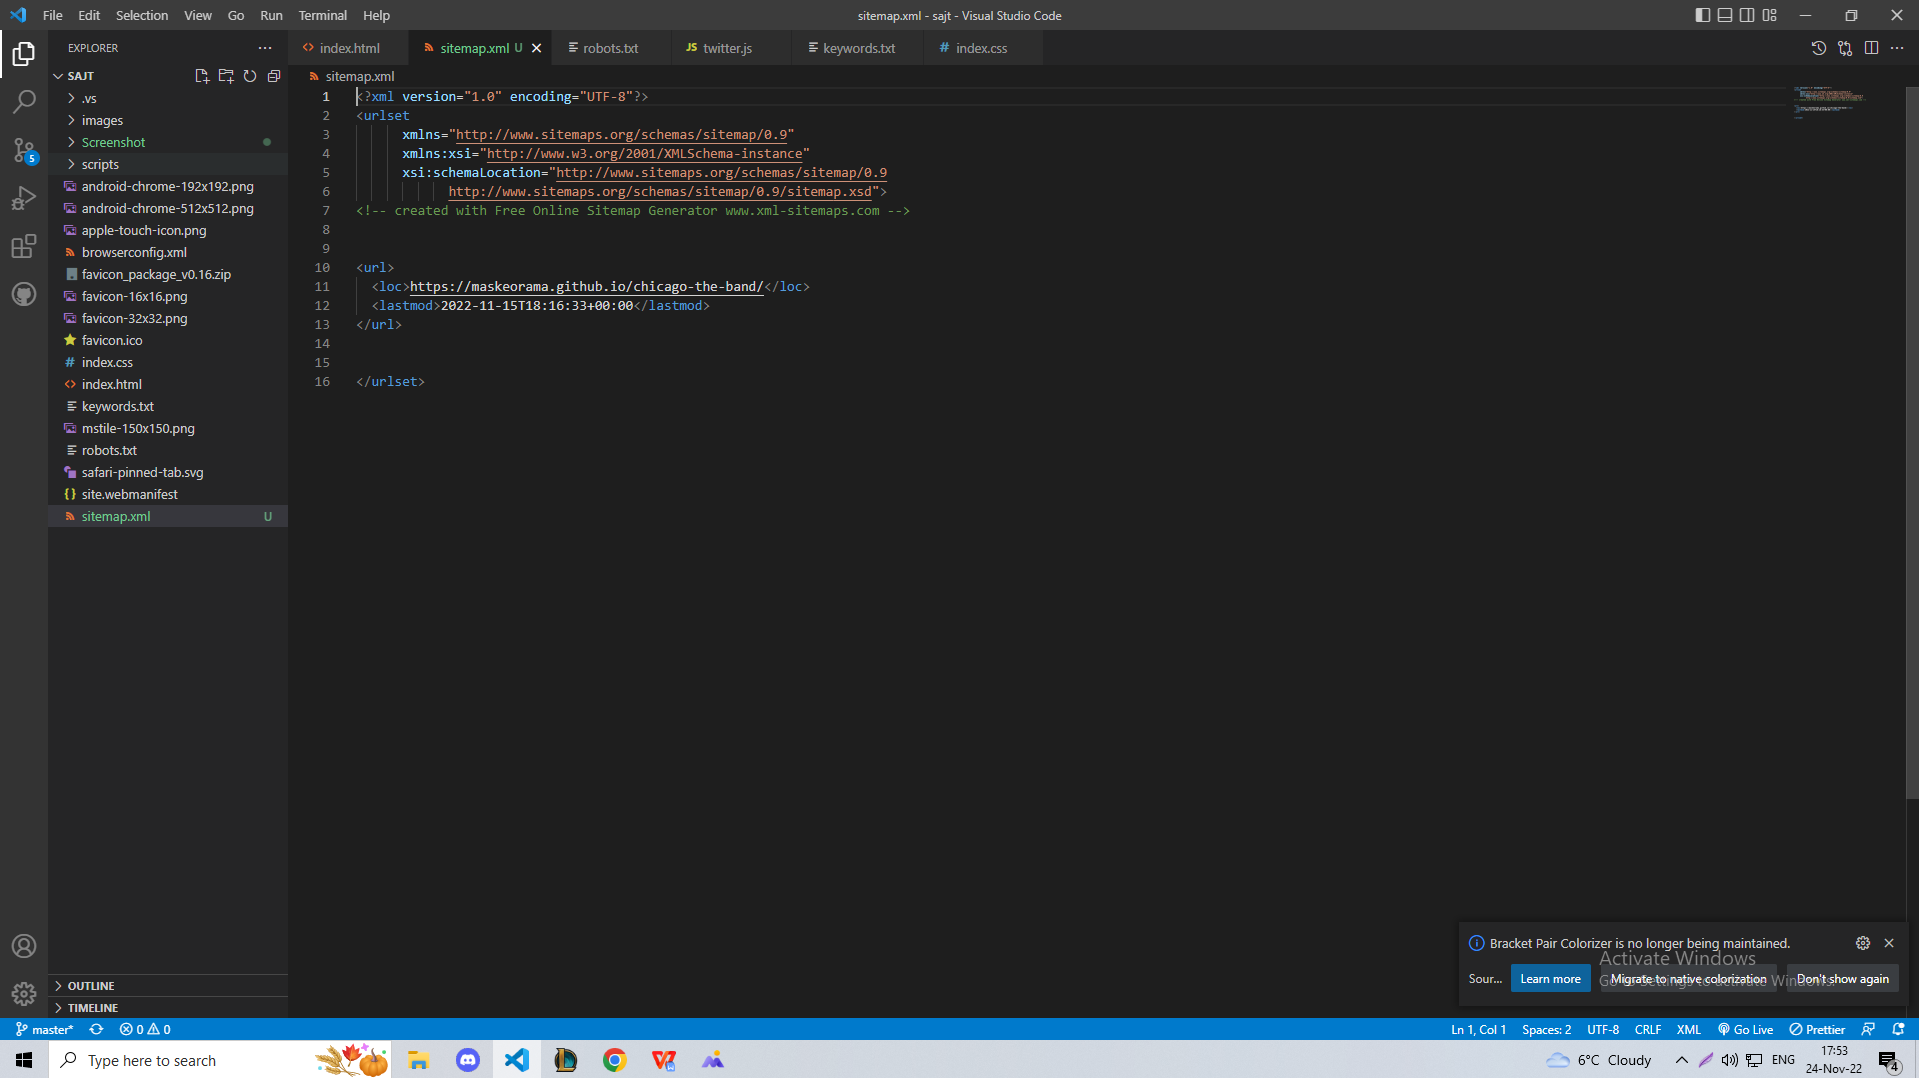 File Edit Selection View Go Run Terminal Help
sitemap.xml - sajt - Visual Studio Code
EXPLORER
SAJT
.vs
images
Screenshot
scripts
android-chrome-192x192.png
android-chrome-512x512.png
apple-touch-icon.png
browserconfig.xml
favicon_package_v0.16.zip
favicon-16x16.png
favicon-32x32.png
favicon.ico
index.css
index.html
keywords.txt
mstile-150x150.png
robots.txt
safari-pinned-tab.svg
site.webmanifest
sitemap.xml U
OUTLINE
TIMELINE
5
index.html sitemap.xml U robots.txt JS twitter.js keywords.txt # index.css
sitemap.xml
1 <?xml version="1.0" encoding="UTF-8"?>
2 <urlset
3 xmlns="http://www.sitemaps.org/schemas/sitemap/0.9"
4 xmlns:xsi="http://www.w3.org/2001/XMLSchema-instance"
5 xsi:schemaLocation="http://www.sitemaps.org/schemas/sitemap/0.9
6 http://www.sitemaps.org/schemas/sitemap/0.9/sitemap.xsd">
7 <!-- created with Free Online Sitemap Generator www.xml-sitemaps.com -->
8
9
10 <url>
11 <loc>https://maskeorama.github.io/chicago-the-band/</loc>
12 <lastmod>2022-11-15T18:16:33+00:00</lastmod>
13 </url>
14
15
16 </urlset>
Bracket Pair Colorizer is no longer being maintained.
Sour... Learn more Migrate to native colorization Don't show again
Activate Windows
Go to Settings to activate Windows.
master* 0 0 Ln 1, Col 1 Spaces: 2 UTF-8 CRLF XML Go Live Prettier
Type here to search
6°C Cloudy ENG 17:53
24-Nov-22 4